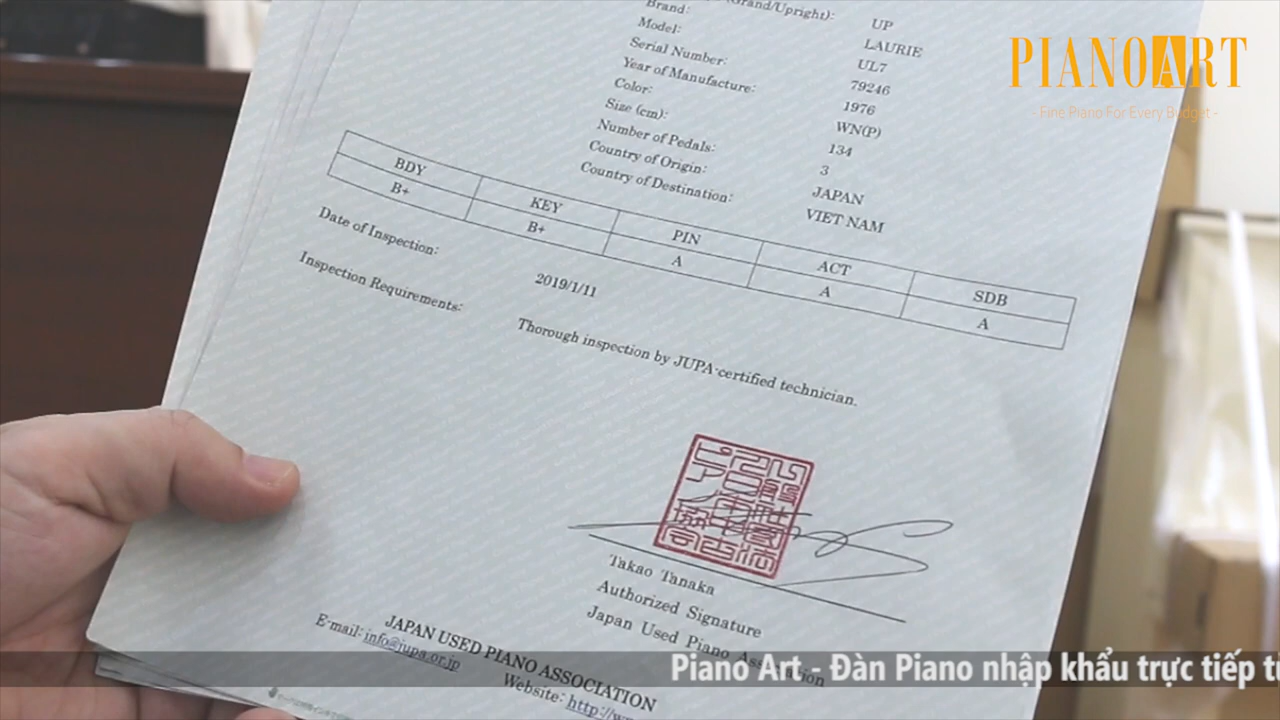 (Grand/Upright): UP
Brand: LAURIE
Model: UL7
Serial Number: 79246
Year of Manufacture: 1976
Color: WN(P)
Size (cm): 134
Number of Pedals: 3
Country of Origin: JAPAN
Country of Destination: VIET NAM
BDY KEY PIN ACT SDB
B+ B+ A A A
Date of Inspection: 2019/1/11
Inspection Requirements: Thorough inspection by JUPA-certified technician.
Takao Tanaka
Authorized Signature
Japan Used Piano Association
JAPAN USED PIANO ASSOCIATION
E-mail: info@jupa.or.jp
Website: http://w
PIANO ART
- Fine Piano For Every Budget -
Piano Art - Đàn Piano nhập khẩu trực tiếp từ